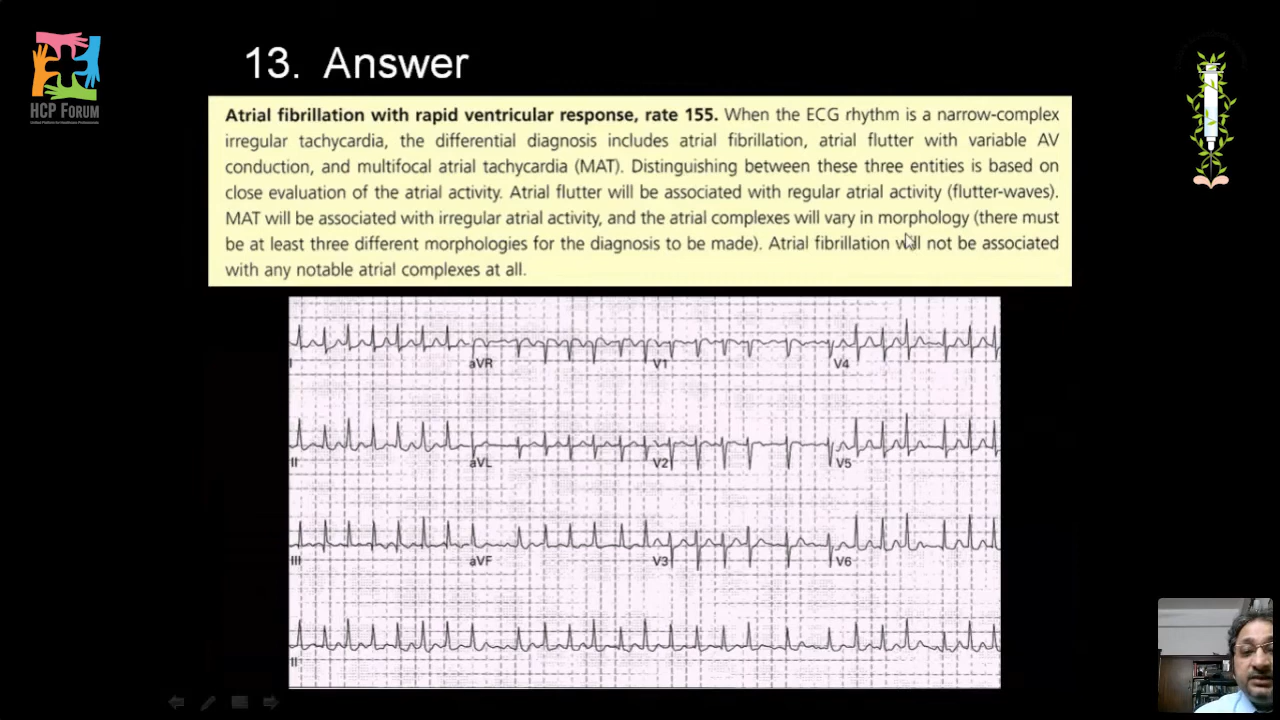 13. Answer
HCP FORUM
Atrial fibrillation with rapid ventricular response, rate 155. When the ECG rhythm is a narrow-complex
irregular tachycardia, the differential diagnosis includes atrial fibrillation, atrial flutter with variable AV
conduction, and multifocal atrial tachycardia (MAT). Distinguishing between these three entities is based on
close evaluation of the atrial activity. Atrial flutter will be associated with regular atrial activity (flutter-waves).
MAT will be associated with irregular atrial activity, and the atrial complexes will vary in morphology (there must
be at least three different morphologies for the diagnosis to be made). Atrial fibrillation will not be associated
with any notable atrial complexes at all.
I aVR V1 V4
II aVL V2 V5
III aVF V3 V6
II